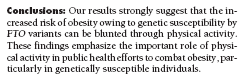 Conclusions: Our results strongly suggest that the in-
creased risk of obesity owing to genetic susceptibility by
FTO variants can be blunted through physical activity.
These findings emphasize the important role of physi-
cal activity in public health efforts to combat obesity, par-
ticularly in genetically susceptible individuals.